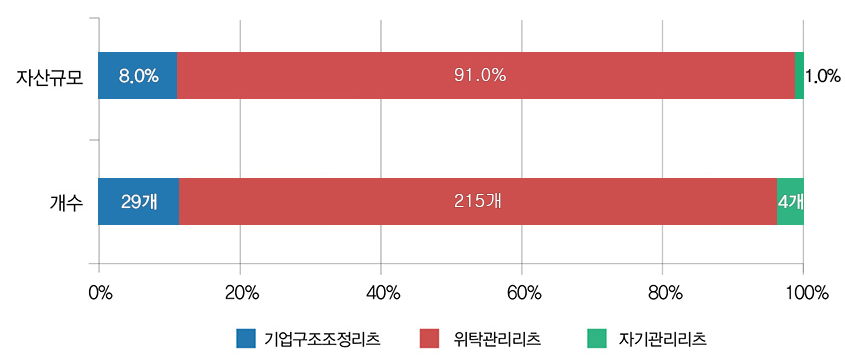 자산규모 8.0% 91.0% 1.0%
개수 29개 215개 4개
0% 20% 40% 60% 80% 100%
기업구조조정리츠 위탁관리리츠 자기관리리츠